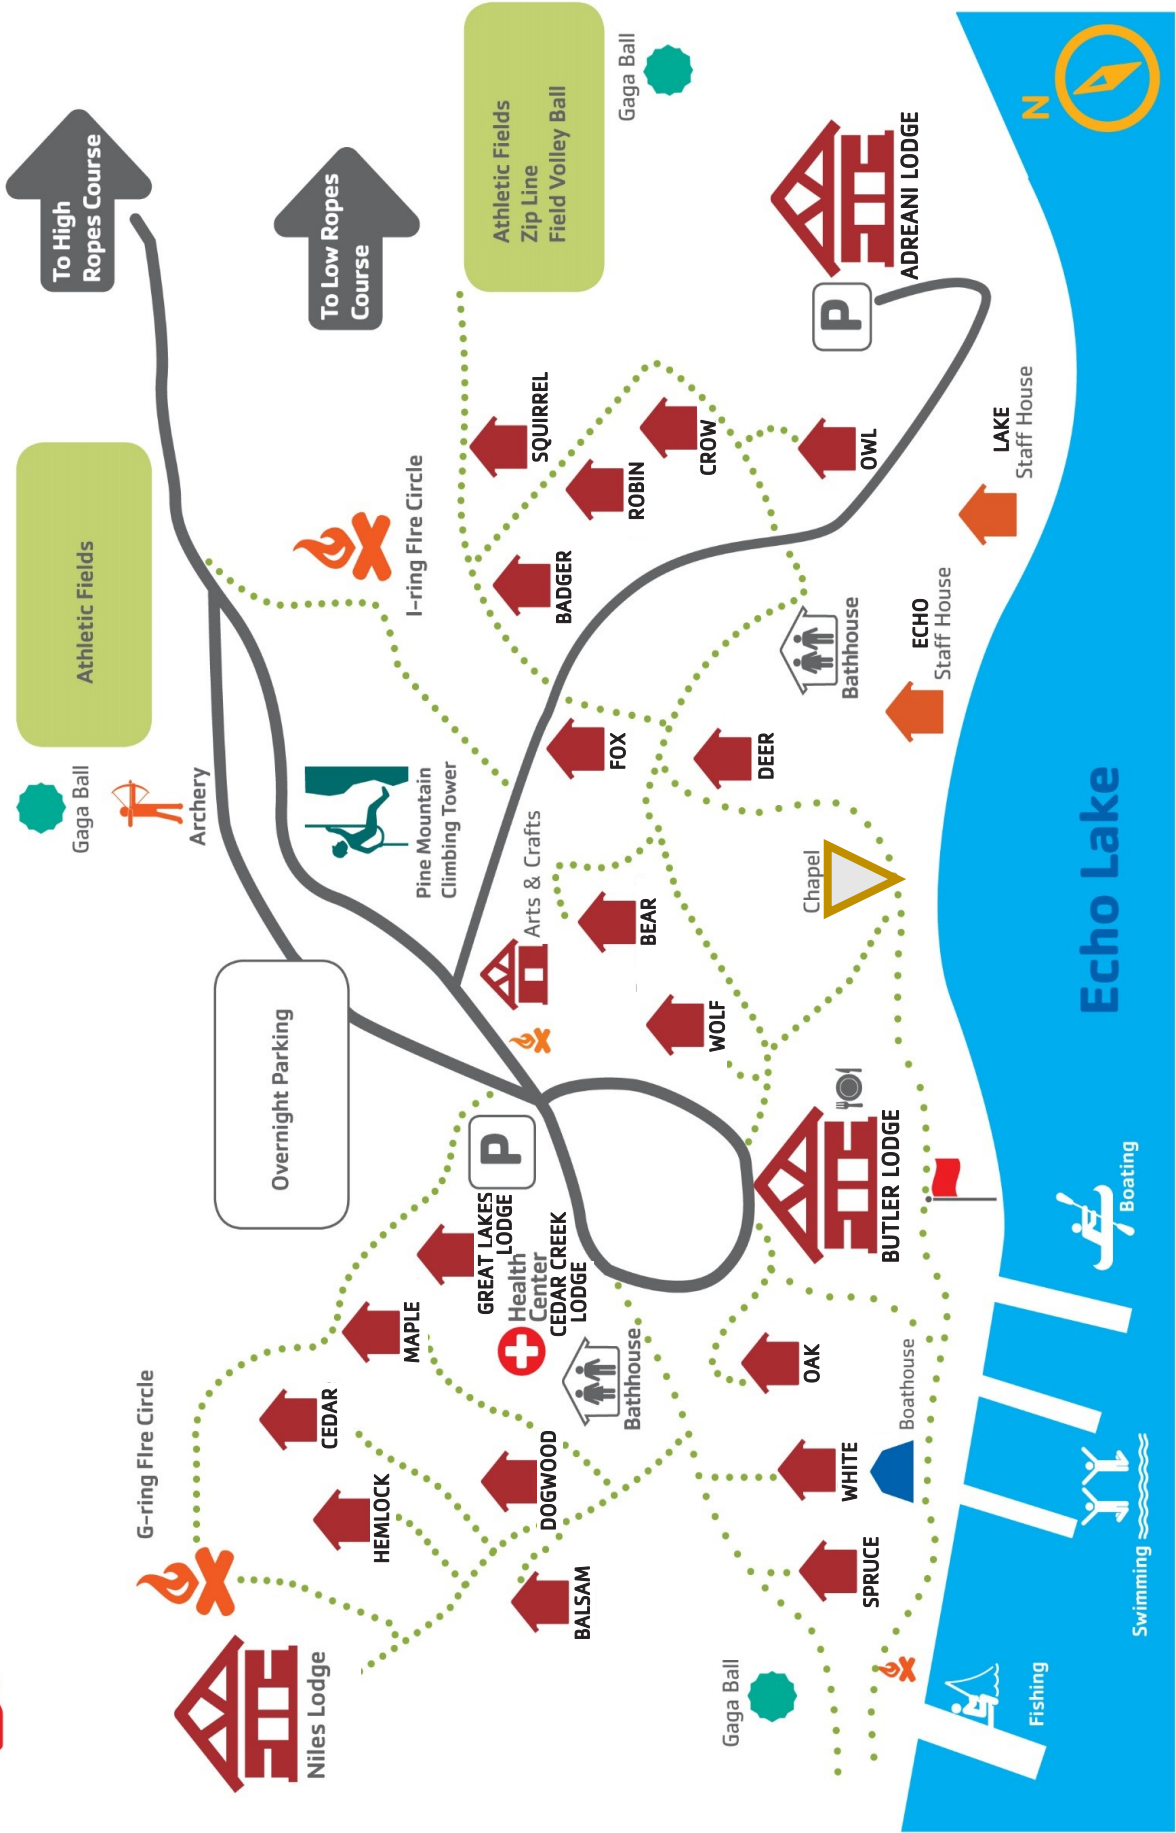 To High
Ropes Course
To Low Ropes
Course
Athletic Fields
Zip Line
Field Volley Ball
Gaga Ball
N
ADREANI LODGE
P
Athletic Fields
Gaga Ball
Archery
I-ring FIre Circle
SQUIRREL
ROBIN
CROW
OWL
BADGER
LAKE
Staff House
ECHO
Staff House
Bathhouse
Pine Mountain
Climbing Tower
FOX
DEER
Arts & Crafts
BEAR
Chapel
WOLF
Echo Lake
Overnight Parking
P
GREAT LAKES
LODGE
Health
Center
CEDAR CREEK
LODGE
BUTLER LODGE
Boating
MAPLE
CEDAR
HEMLOCK
G-ring FIre Circle
Bathhouse
DOGWOOD
BALSAM
OAK
WHITE
SPRUCE
Boathouse
Swimming
Niles Lodge
Gaga Ball
Fishing